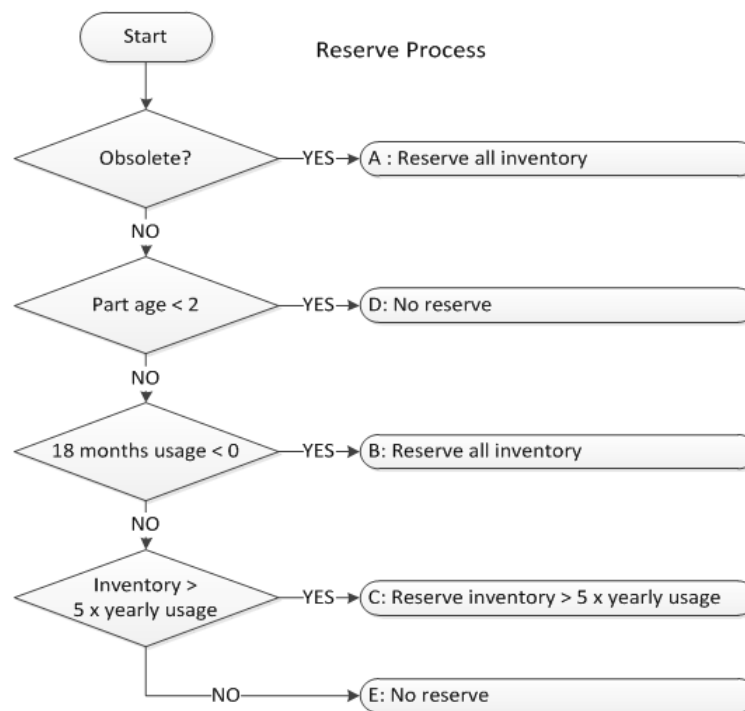 Start
Reserve Process
Obsolete?
YES
A : Reserve all inventory
NO
Part age < 2
YES
D: No reserve
NO
18 months usage < 0
YES
B: Reserve all inventory
NO
Inventory >
5 x yearly usage
YES
C: Reserve inventory > 5 x yearly usage
NO
E: No reserve